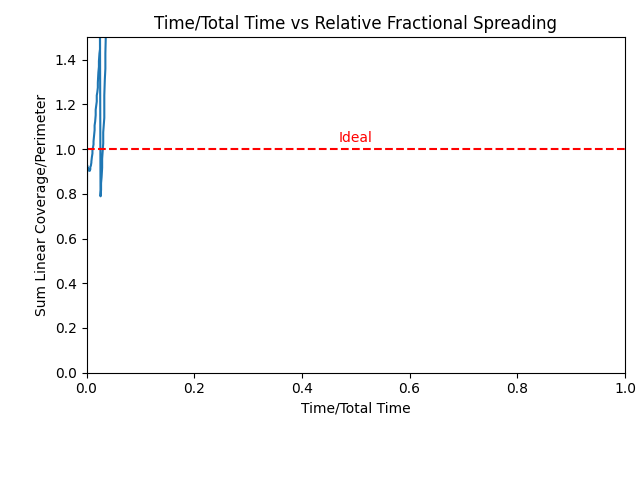 Time/Total Time vs Relative Fractional Spreading
Sum Linear Coverage/Perimeter
1.4
1.2
1.0
0.8
0.6
0.4
0.2
0.0
Ideal
0.0 0.2 0.4 0.6 0.8 1.0
Time/Total Time